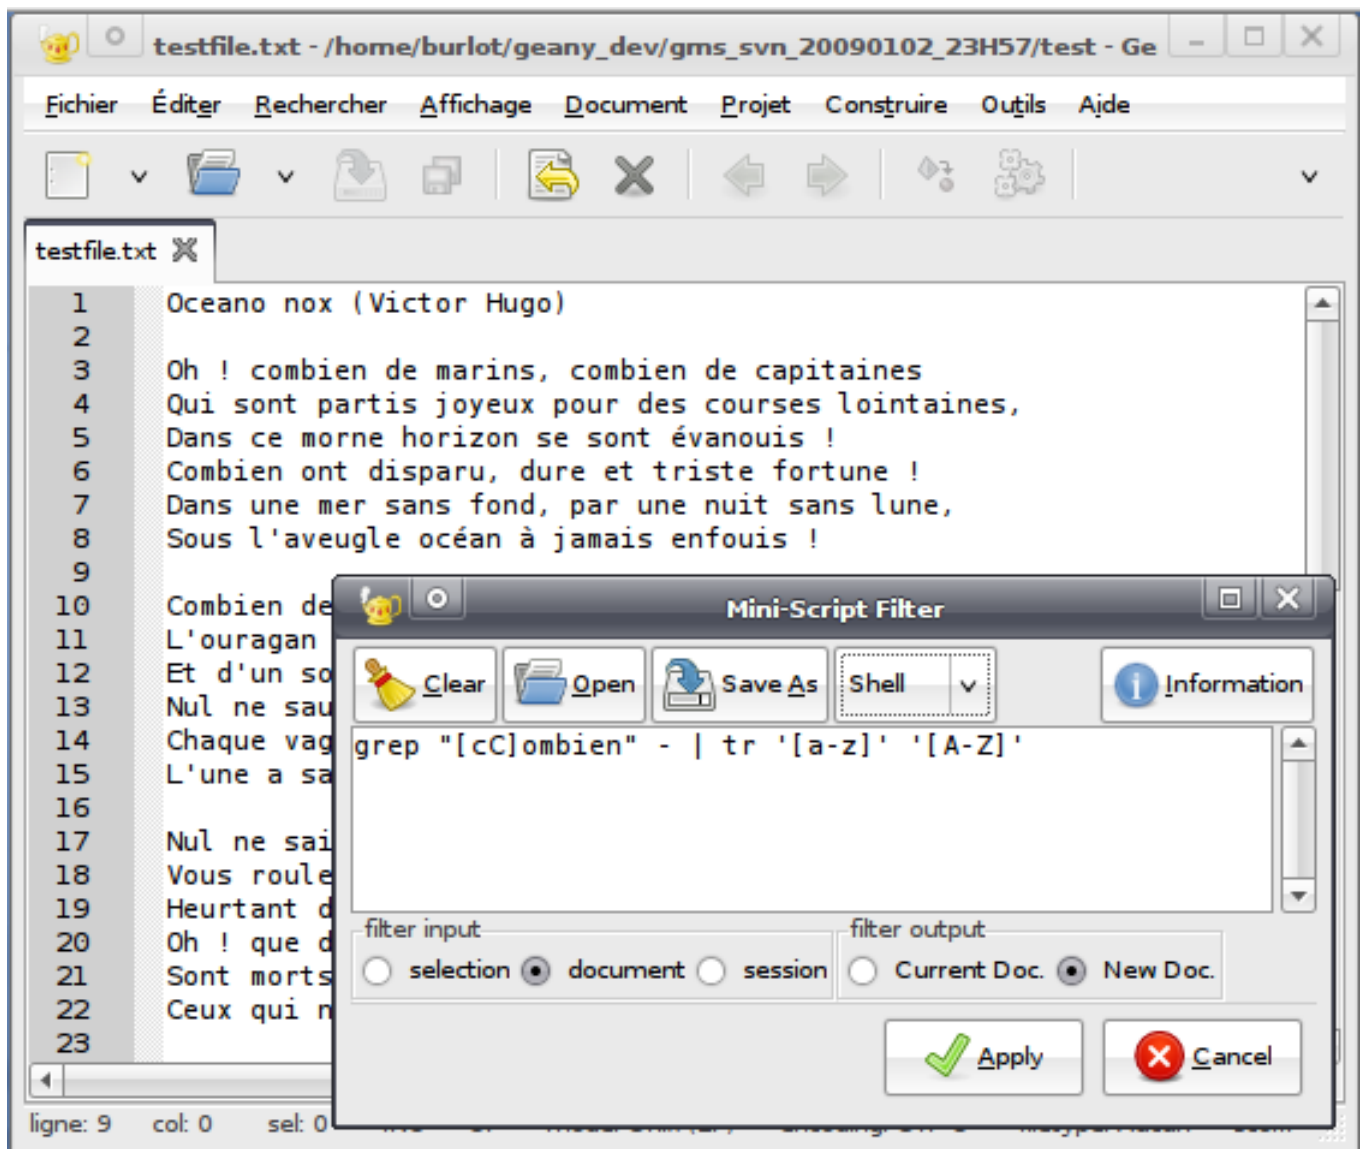 testfile.txt - /home/burlot/geany_dev/gms_svn_20090102_23H57/test - Ge
Fichier Éditer Rechercher Affichage Document Projet Construire Outils Aide
testfile.txt
1 Oceano nox (Victor Hugo)
2
3 Oh ! combien de marins, combien de capitaines
4 Qui sont partis joyeux pour des courses lointaines,
5 Dans ce morne horizon se sont évanouis !
6 Combien ont disparu, dure et triste fortune !
7 Dans une mer sans fond, par une nuit sans lune,
8 Sous l'aveugle océan à jamais enfouis !
9
10 Combien de
11 L'ouragan
12 Et d'un so
13 Nul ne sau
14 Chaque vag
15 L'une a sa
16
17 Nul ne sai
18 Vous roule
19 Heurtant d
20 Oh ! que d
21 Sont morts
22 Ceux qui n
23
Mini-Script Filter
Clear Open Save As Shell Information
grep "[cC]ombien" - | tr '[a-z]' '[A-Z]'
filter input filter output
selection document session Current Doc. New Doc.
Apply Cancel
ligne: 9 col: 0 sel: 0